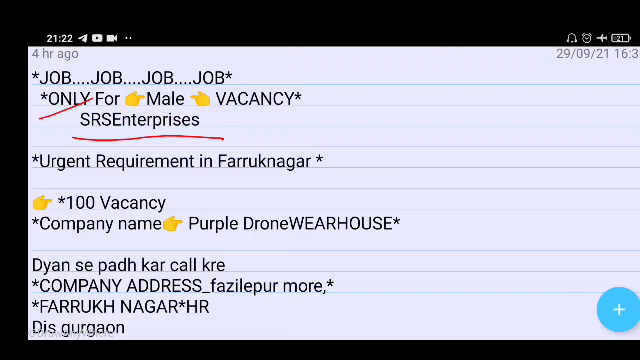 21:22
21
4 hr ago
29/09/21 16:3
*JOB....JOB....JOB....JOB*
*ONLY For 👉Male 👈 VACANCY*
SRSEnterprises
*Urgent Requirement in Farruknagar *
👉 *100 Vacancy
*Company name👉 Purple DroneWEARHOUSE*
Dyan se padh kar call kre
*COMPANY ADDRESS_fazilepur more,*
*FARRUKH NAGAR*HR
Dis gurgaon